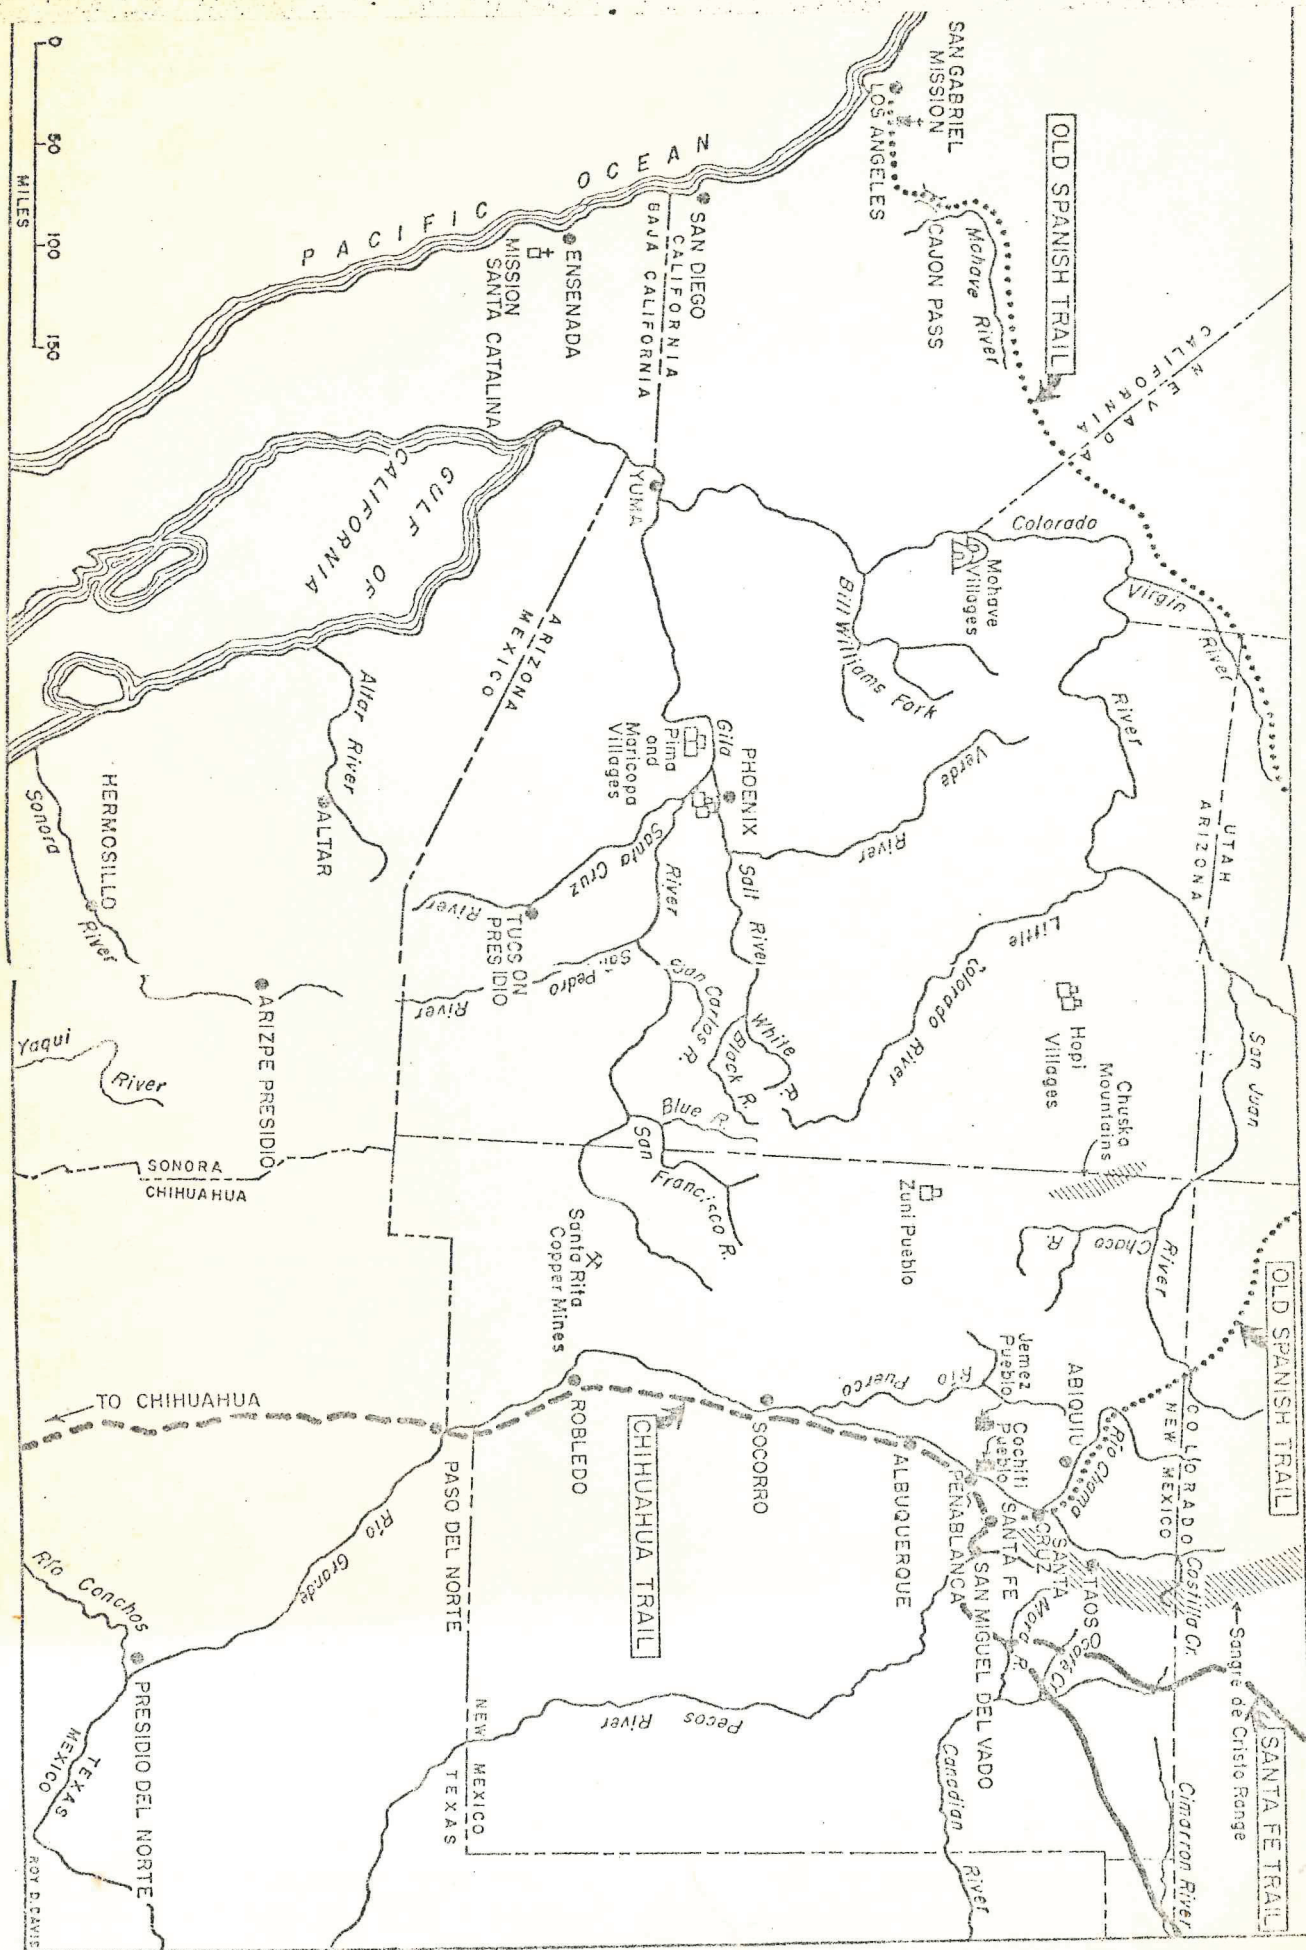 OLD SPANISH TRAIL
SAN GABRIEL
MISSION
LOS ANGELES
CAJON PASS
Mohave River
NEVADA
CALIFORNIA
Colorado
Mohave
Villages
Virgin
River
River
UTAH
ARIZONA
SAN DIEGO
CALIFORNIA
BAJA CALIFORNIA
PACIFIC OCEAN
ENSENADA
MISSION
SANTA CATALINA
YUMA
Bill Williams Fork
Verde
River
Gila
PHOENIX
Pima
and
Maricopa
Villages
Salt River
Santa Cruz
River
River
TUCSON
PRESIDIO
San Pedro
River
San Carlos R.
White R.
Black R.
Blue R.
San
Francisco R.
Little
Colorado River
Hopi
Villages
Chuska
Mountains
San Juan
River
Chaco
R.
Zuni Pueblo
ARIZONA
MEXICO
GULF OF
CALIFORNIA
Altar River
ALTAR
HERMOSILLO
Sonora
River
ARIZPE PRESIDIO
Yaqui
River
SONORA
CHIHUAHUA
OLD SPANISH TRAIL
COLORADO
NEW MEXICO
Costilla Cr.
Sangre de Cristo Range
SANTA FE TRAIL
Cimarron River
ABIQUIU
Río Chama
Jemez
Pueblo
Cochiti
Pueblo
Río Puerco
SANTA
CRUZ
TAOS
SANTA FE
PEÑABLANCA
SAN MIGUEL DEL VADO
Mora R.
Canadian
River
ALBUQUERQUE
SOCORRO
CHIHUAHUA TRAIL
Santa Rita
Copper Mines
ROBLEDO
Pecos
River
PASO DEL NORTE
NEW MEXICO
TEXAS
TO CHIHUAHUA
Río
Grande
Río Conchos
PRESIDIO DEL NORTE
TEXAS
MEXICO
0 50 100 150
MILES
ROY D. DAVIS